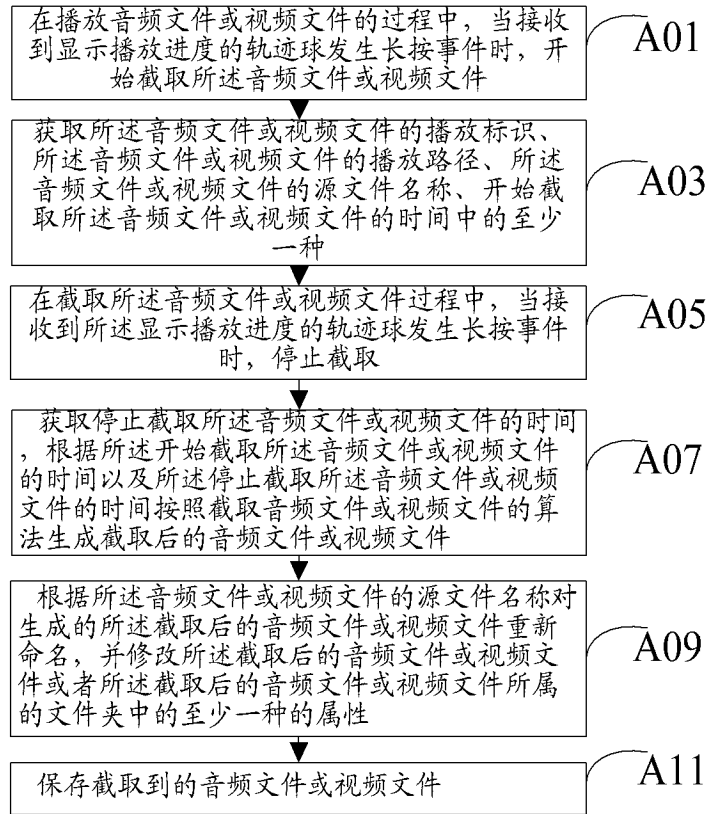 在播放音频文件或视频文件的过程中，当接收
到显示播放进度的轨迹球发生长按事件时，开
始截取所述音频文件或视频文件
A01
获取所述音频文件或视频文件的播放标识、
所述音频文件或视频文件的播放路径、所述
音频文件或视频文件的源文件名称、开始截
取所述音频文件或视频文件的时间中的至少
一种
A03
在截取所述音频文件或视频文件过程中，当接
收到所述显示播放进度的轨迹球发生长按事件
时，停止截取
A05
获取停止截取所述音频文件或视频文件的时间
，根据所述开始截取所述音频文件或视频文件
的时间以及所述停止截取所述音频文件或视频
文件的时间按照截取音频文件或视频文件的算
法生成截取后的音频文件或视频文件
A07
根据所述音频文件或视频文件的源文件名称对
生成的所述截取后的音频文件或视频文件重新
命名，并修改所述截取后的音频文件或视频文
件或者所述截取后的音频文件或视频文件所属
的文件夹中的至少一种的属性
A09
保存截取到的音频文件或视频文件
A11